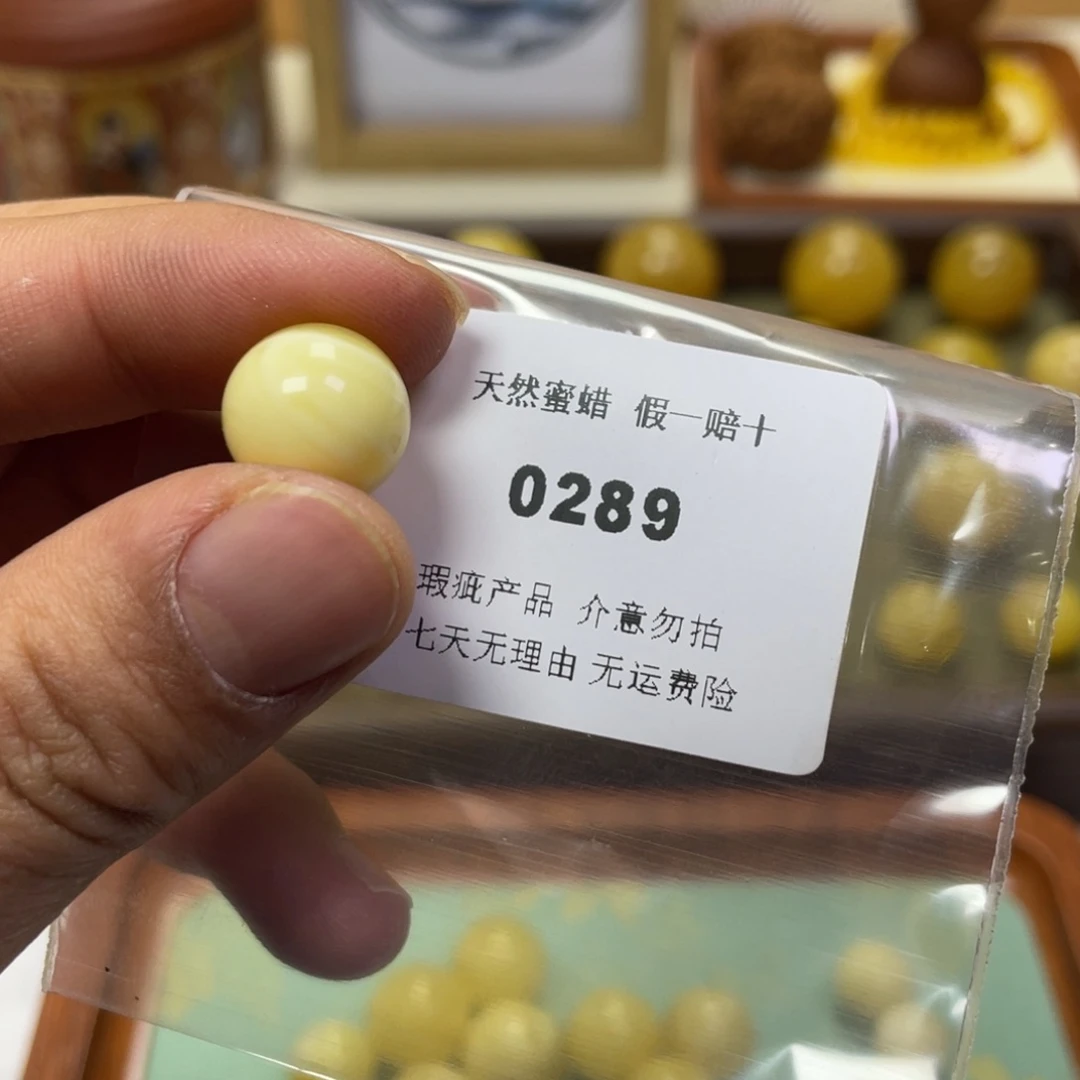 天然蜜蜡 假一赔十
0289
瑕疵产品 介意勿拍
七天无理由 无运费险